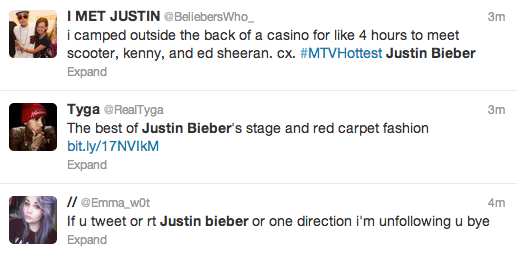 I MET JUSTIN @BeliebersWho_ 3m
i camped outside the back of a casino for like 4 hours to meet
scooter, kenny, and ed sheeran. cx. #MTVHottest Justin Bieber
Expand
Tyga @RealTyga 3m
The best of Justin Bieber's stage and red carpet fashion
bit.ly/17NVIkM
Expand
// @Emma_w0t 4m
If u tweet or rt Justin bieber or one direction i'm unfollowing u bye
Expand